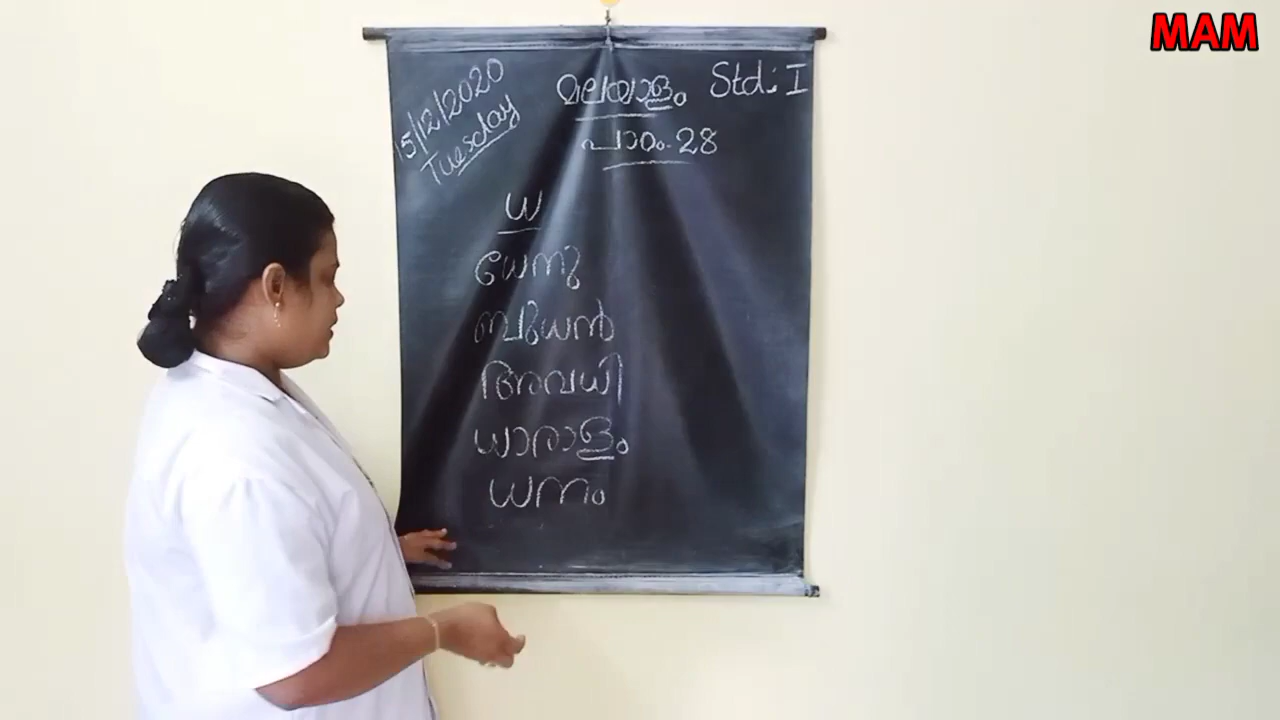 MAM
15/12/2020
Tuesday
മലയാളം Std: I
പാഠം-28
ധ
ധേനു
ബുധൻ
അവധി
ധാരാളം
ധനം